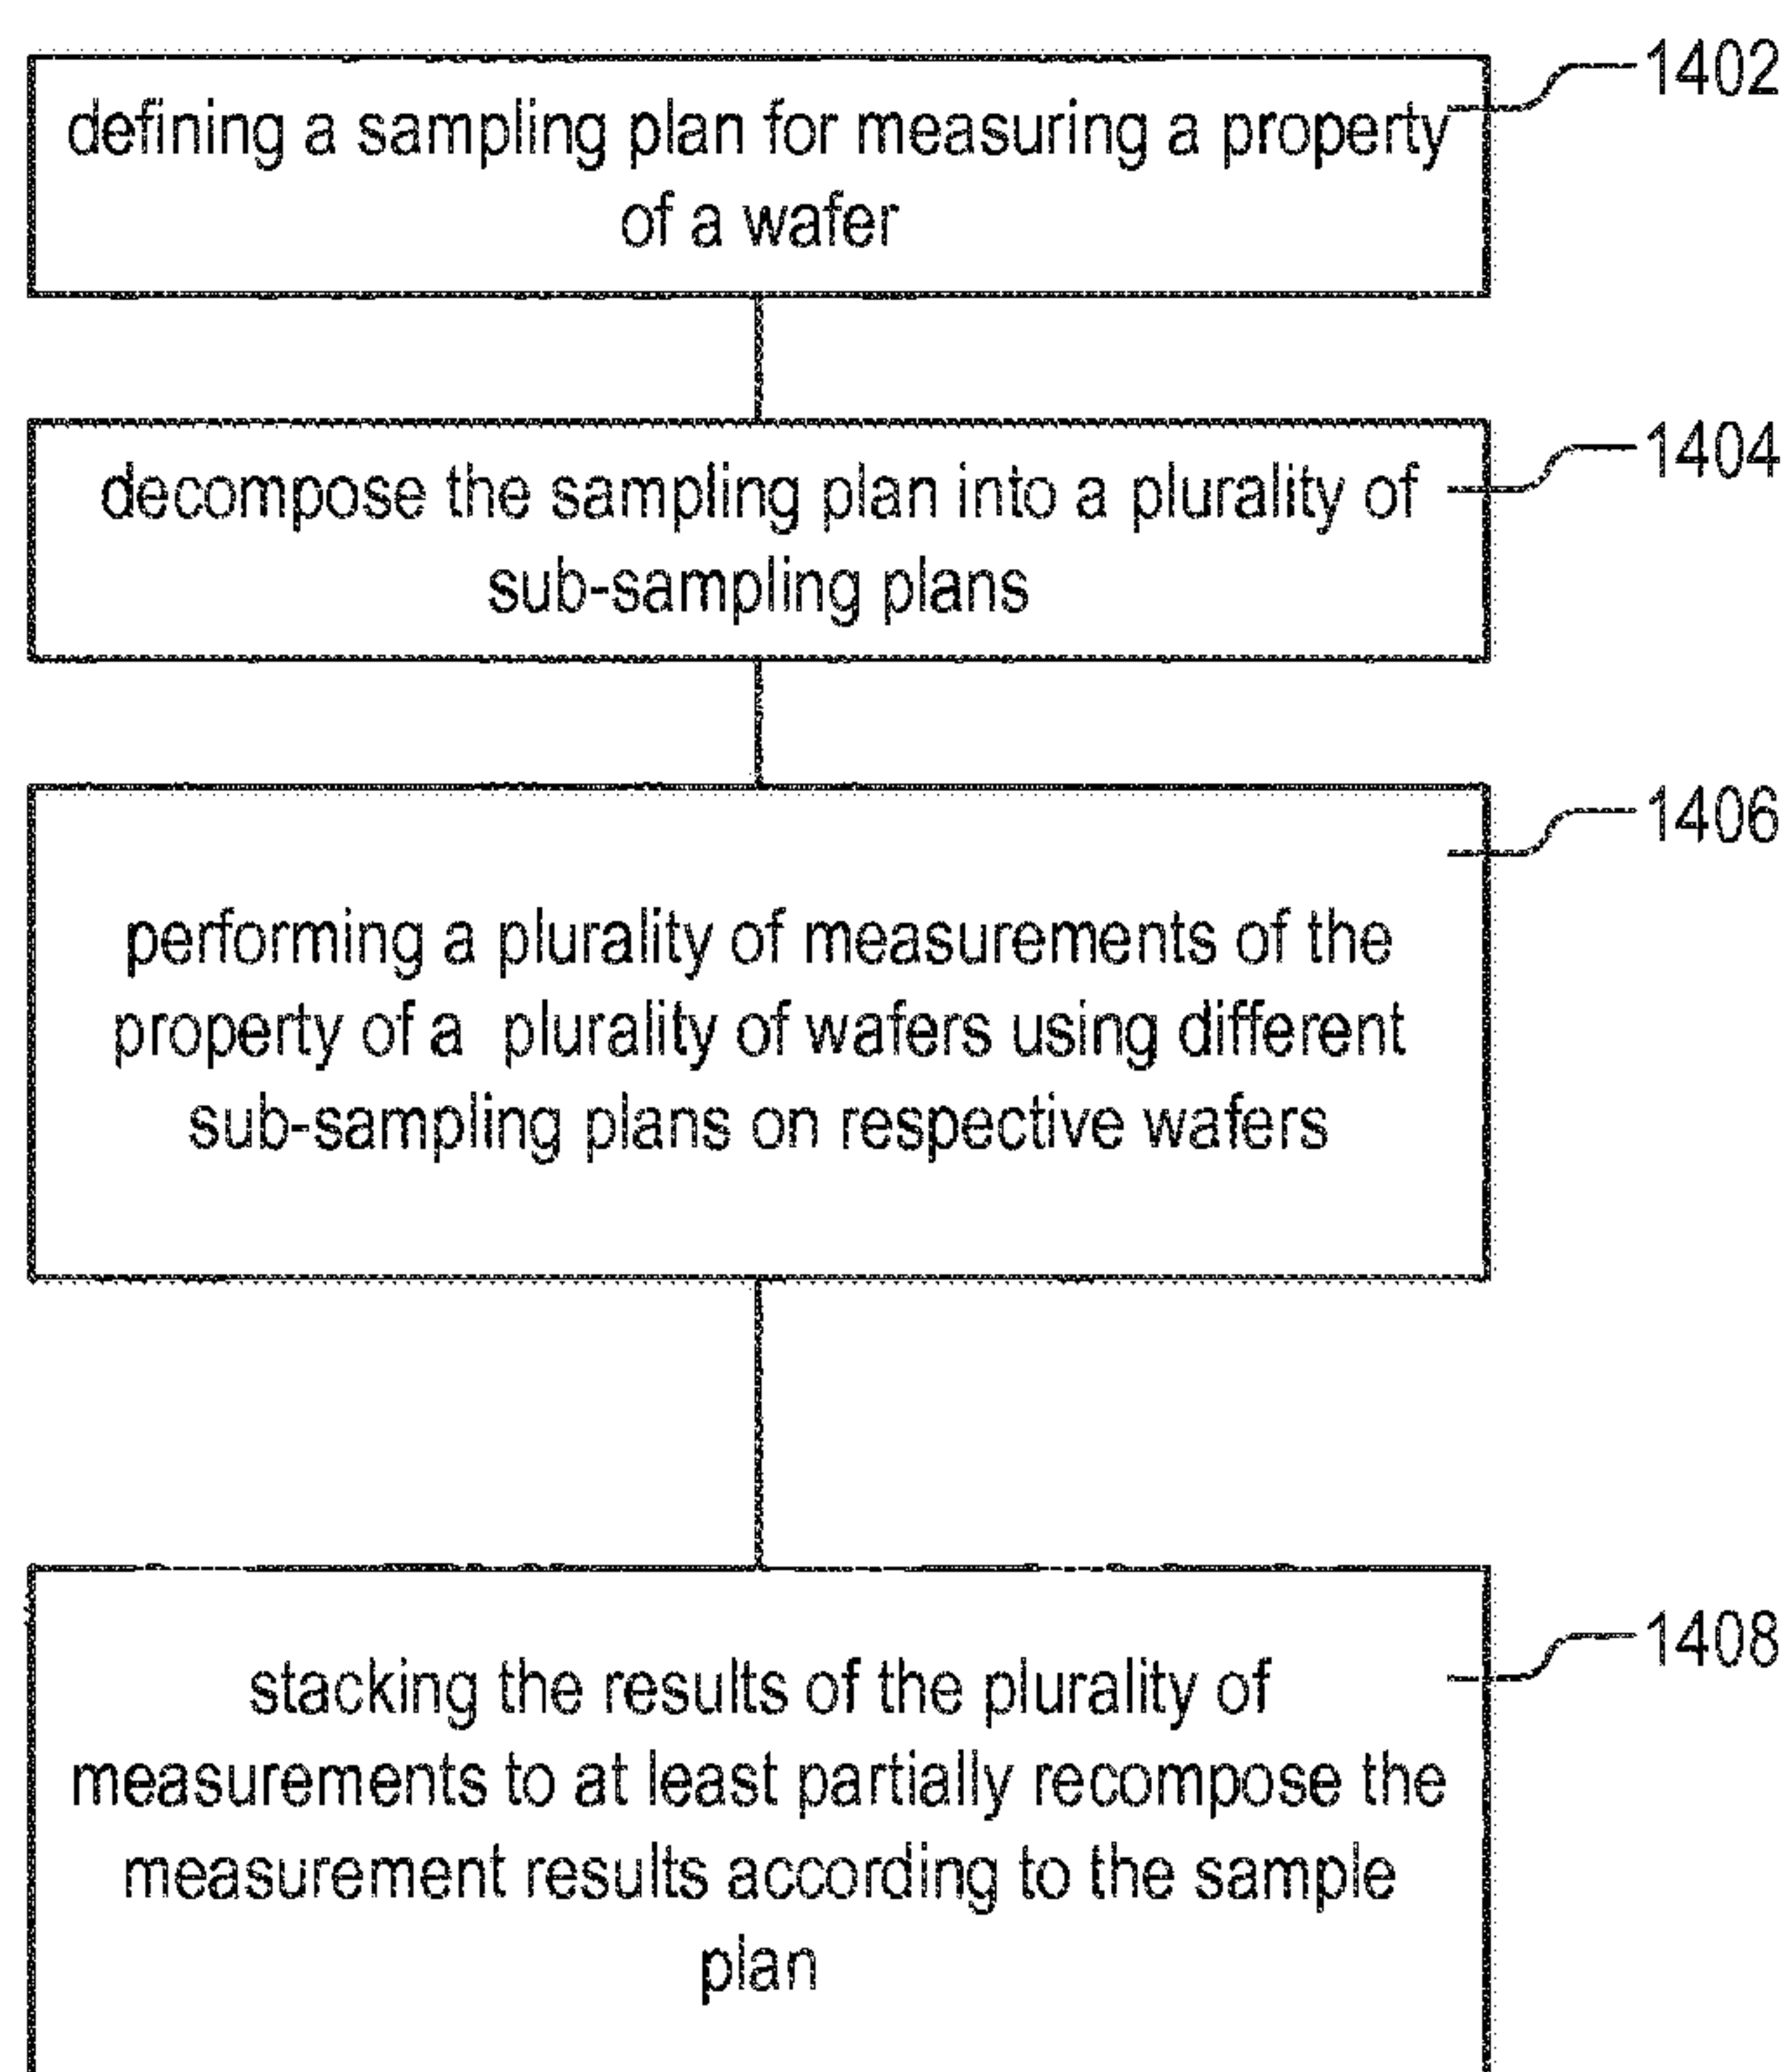 defining a sampling plan for measuring a property
of a wafer
1402
decompose the sampling plan into a plurality of
sub-sampling plans
1404
performing a plurality of measurements of the
property of a plurality of wafers using different
sub-sampling plans on respective wafers
1406
stacking the results of the plurality of
measurements to at least partially recompose the
measurement results according to the sample
plan
1408